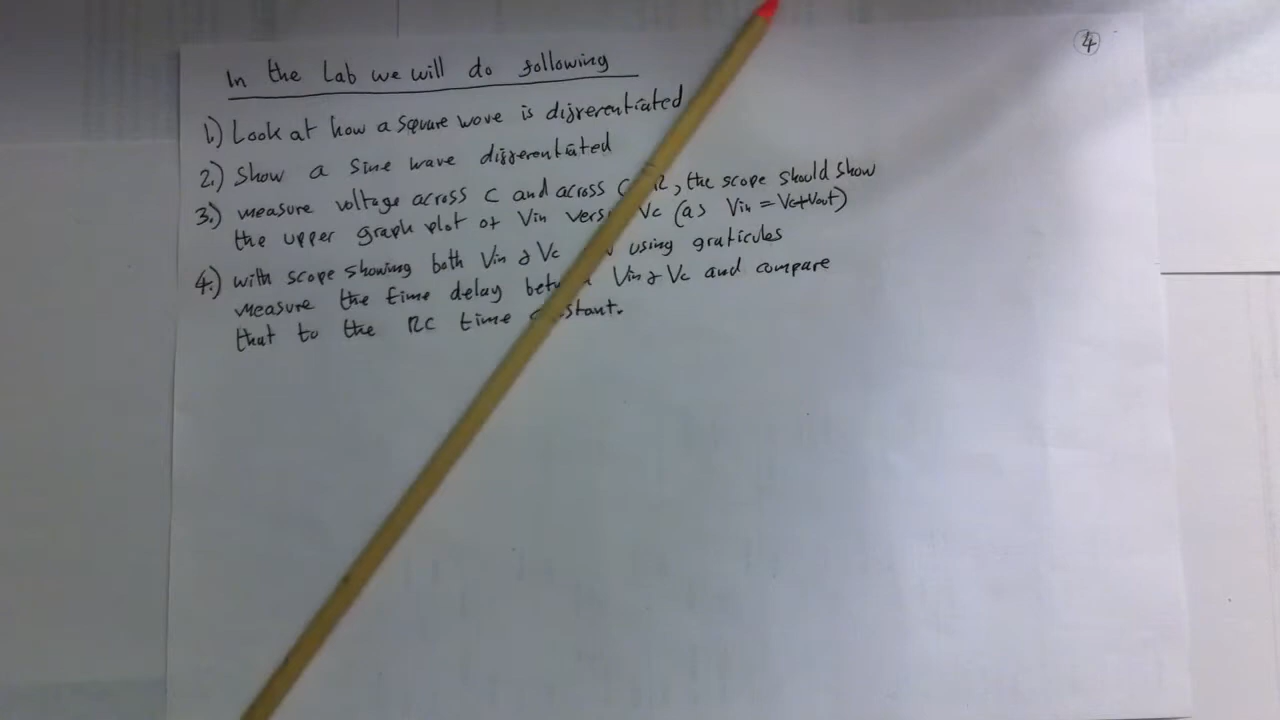 4
In the Lab we will do following
1.) Look at how a square wave is differentiated
2.) Show a Sine wave differentiated
3.) measure voltage across C and across C R, the scope should show
the upper graph plot of Vin vers Vc (as Vin = Vc+Vout)
4.) with scope showing both Vin & Vc using graticules
measure the time delay betw Vin & Vc and compare
that to the RC time stant.